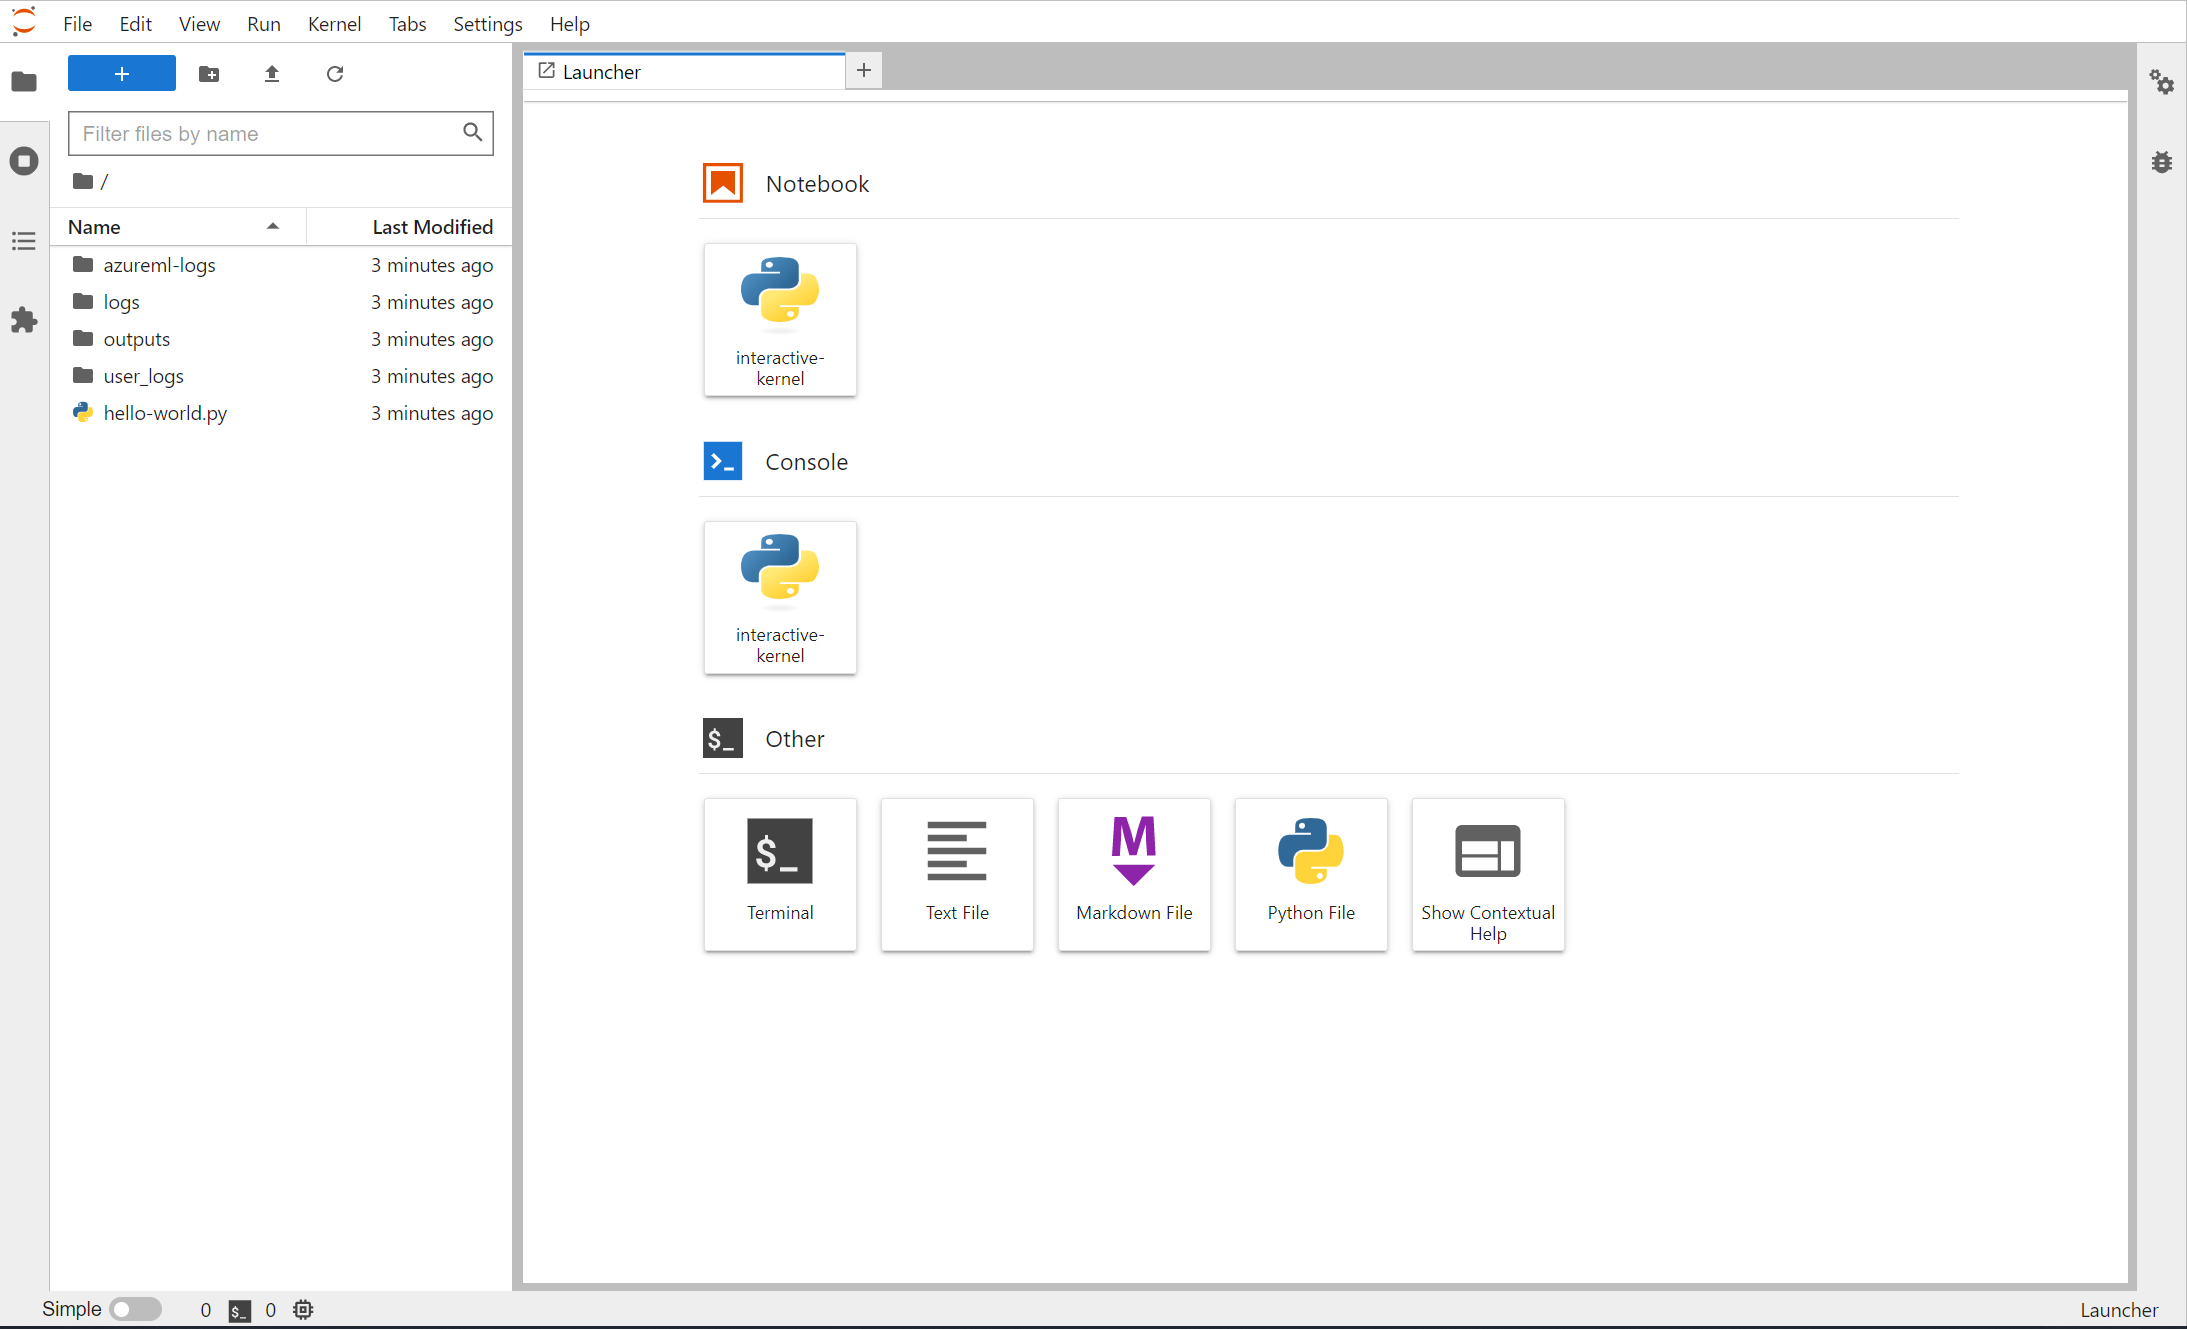 File Edit View Run Kernel Tabs Settings Help
+
Filter files by name
/
Name Last Modified
azureml-logs 3 minutes ago
logs 3 minutes ago
outputs 3 minutes ago
user_logs 3 minutes ago
hello-world.py 3 minutes ago
Launcher +
Notebook
interactive-
kernel
>_ Console
interactive-
kernel
$_ Other
$_
Terminal
Text File
M
Markdown File
Python File
Show Contextual
Help
Simple 0 $_ 0 Launcher